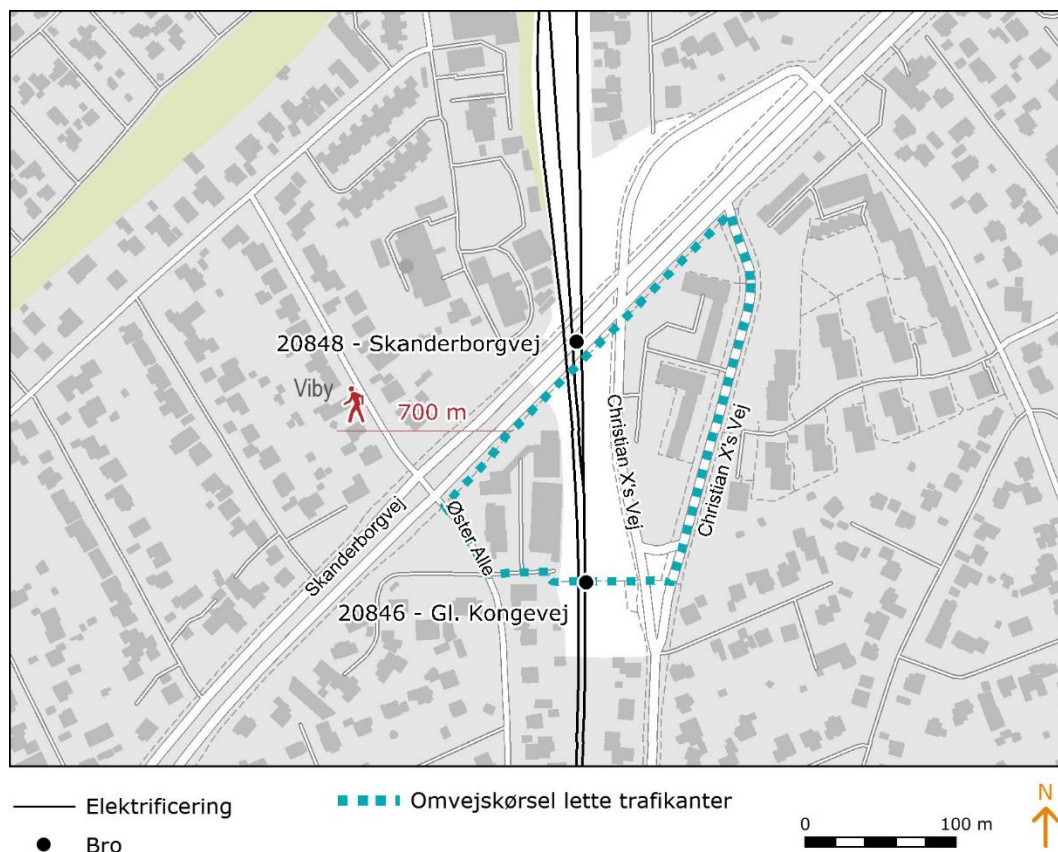 20848 - Skanderborgvej
Viby
700 m
Christian X's Vej
Christian X's Vej
Skanderborgvej
Øster Alle
20846 - Gl. Kongevej
Elektrificering
Omvejskørsel lette trafikanter
Bro
0 100 m
N